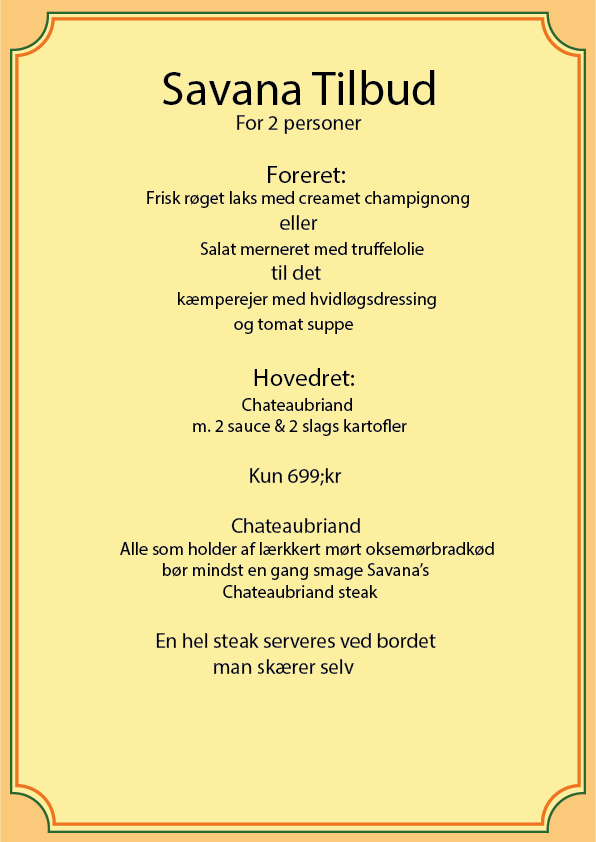 Savana Tilbud
For 2 personer
Foreret:
Frisk røget laks med creamet champignong
eller
Salat merneret med truffelolie
til det
kæmperejer med hvidløgsdressing
og tomat suppe
Hovedret:
Chateaubriand
m. 2 sauce & 2 slags kartofler
Kun 699;kr
Chateaubriand
Alle som holder af lærkkert mørt oksemørbradkød
bør mindst en gang smage Savana’s
Chateaubriand steak
En hel steak serveres ved bordet
man skærer selv